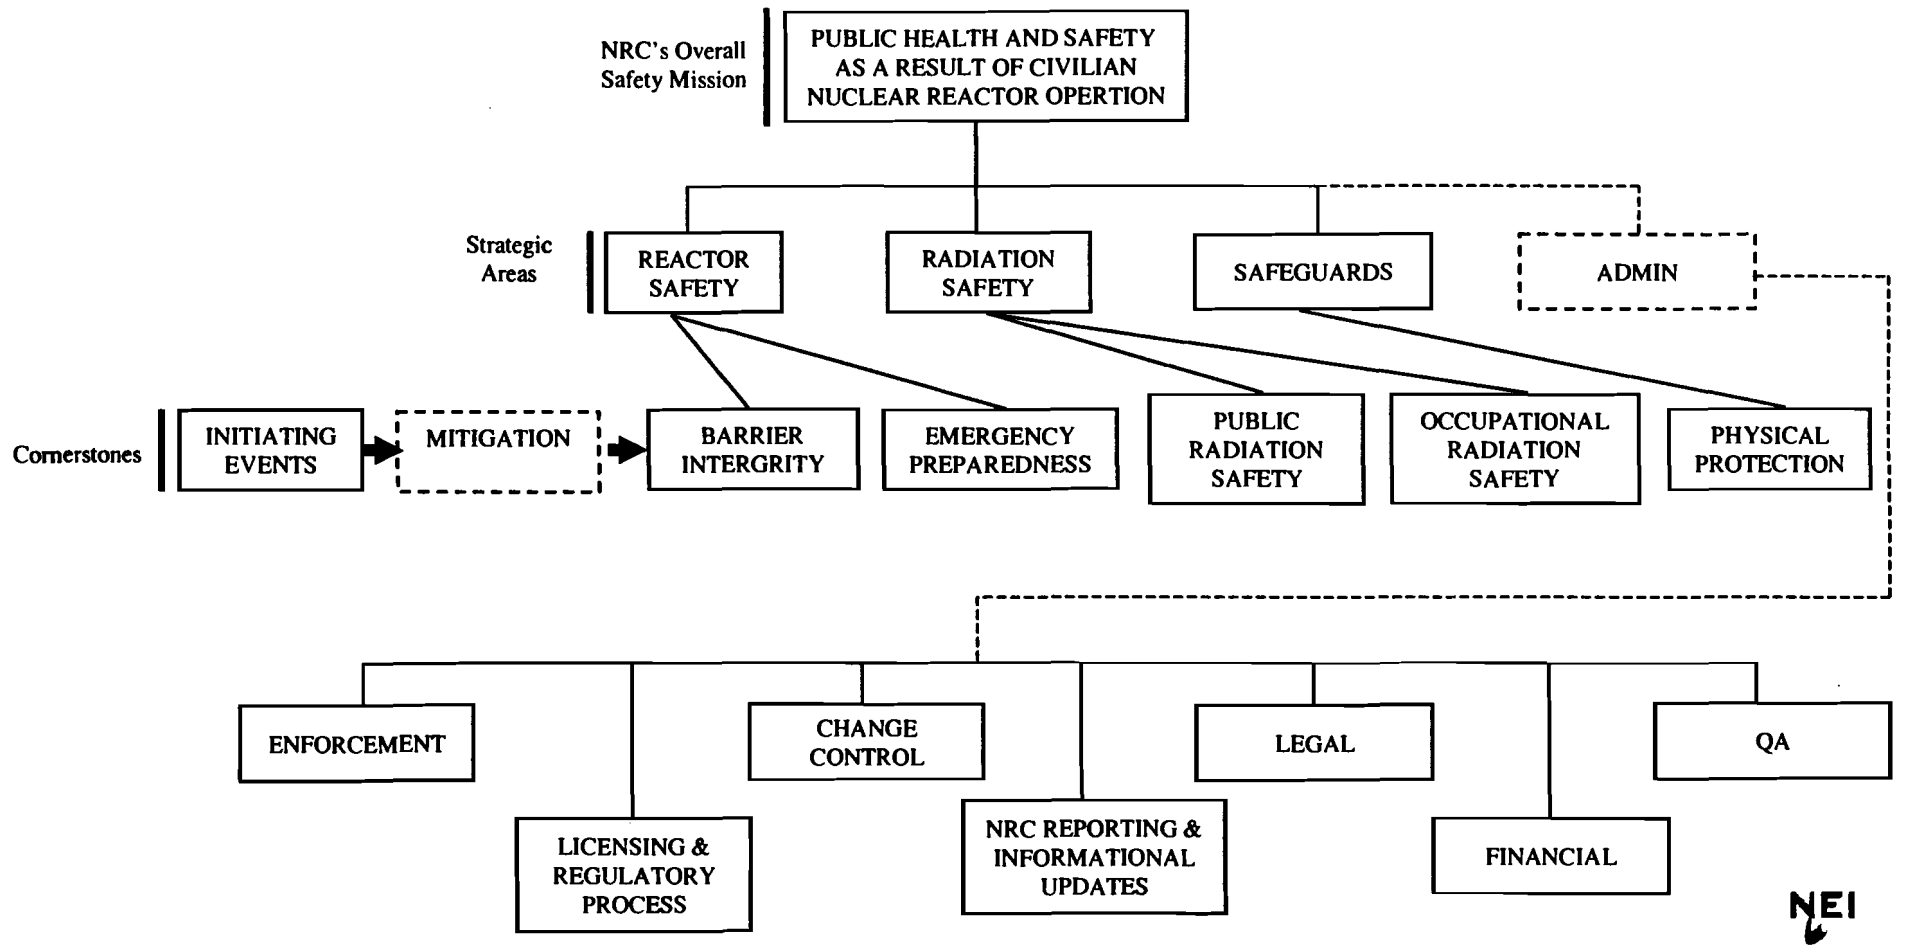 NRC's Overall
Safety Mission
PUBLIC HEALTH AND SAFETY
AS A RESULT OF CIVILIAN
NUCLEAR REACTOR OPERTION
Strategic
Areas
REACTOR
SAFETY
RADIATION
SAFETY
SAFEGUARDS
ADMIN
Cornerstones
INITIATING
EVENTS
MITIGATION
BARRIER
INTERGRITY
EMERGENCY
PREPAREDNESS
PUBLIC
RADIATION
SAFETY
OCCUPATIONAL
RADIATION
SAFETY
PHYSICAL
PROTECTION
ENFORCEMENT
LICENSING &
REGULATORY
PROCESS
CHANGE
CONTROL
NRC REPORTING &
INFORMATIONAL
UPDATES
LEGAL
FINANCIAL
QA
NEI